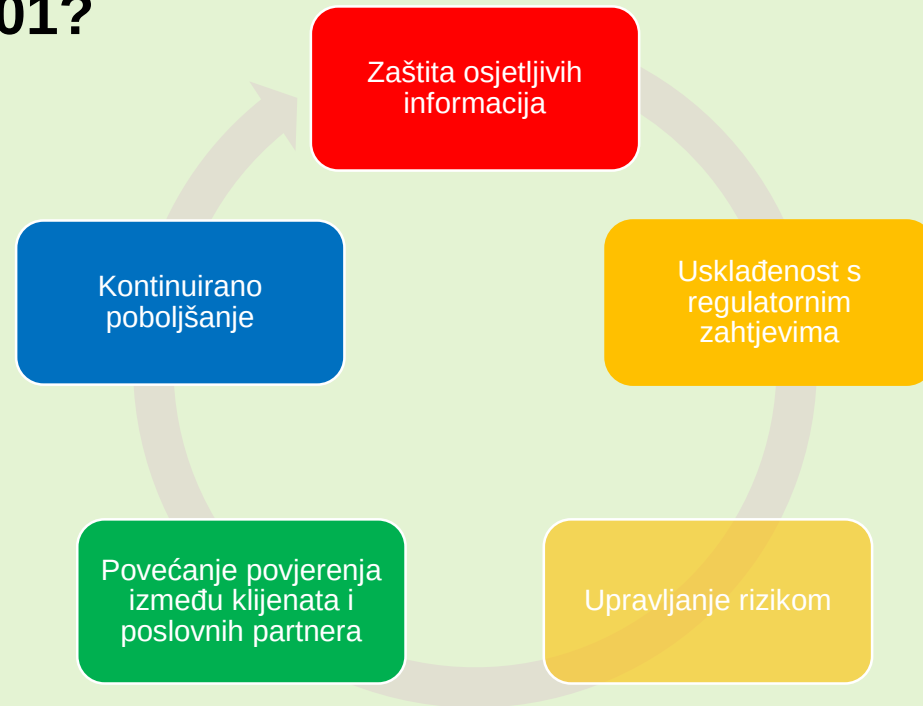 01?
Zaštita osjetljivih
informacija
Usklađenost s
regulatornim
zahtjevima
Upravljanje rizikom
Povećanje povjerenja
između klijenata i
poslovnih partnera
Kontinuirano
poboljšanje